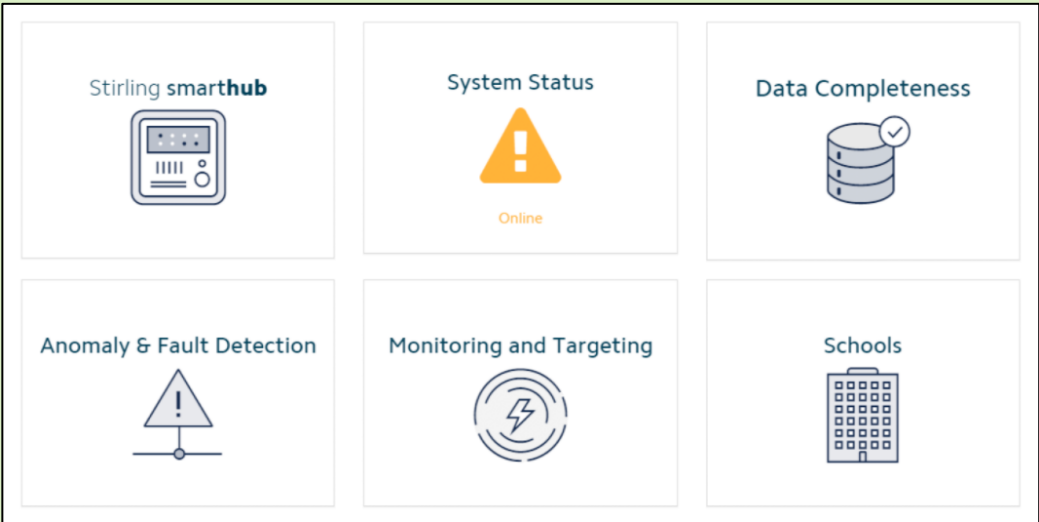 Stirling smarthub
System Status
Data Completeness
Online
Anomaly & Fault Detection
Monitoring and Targeting
Schools